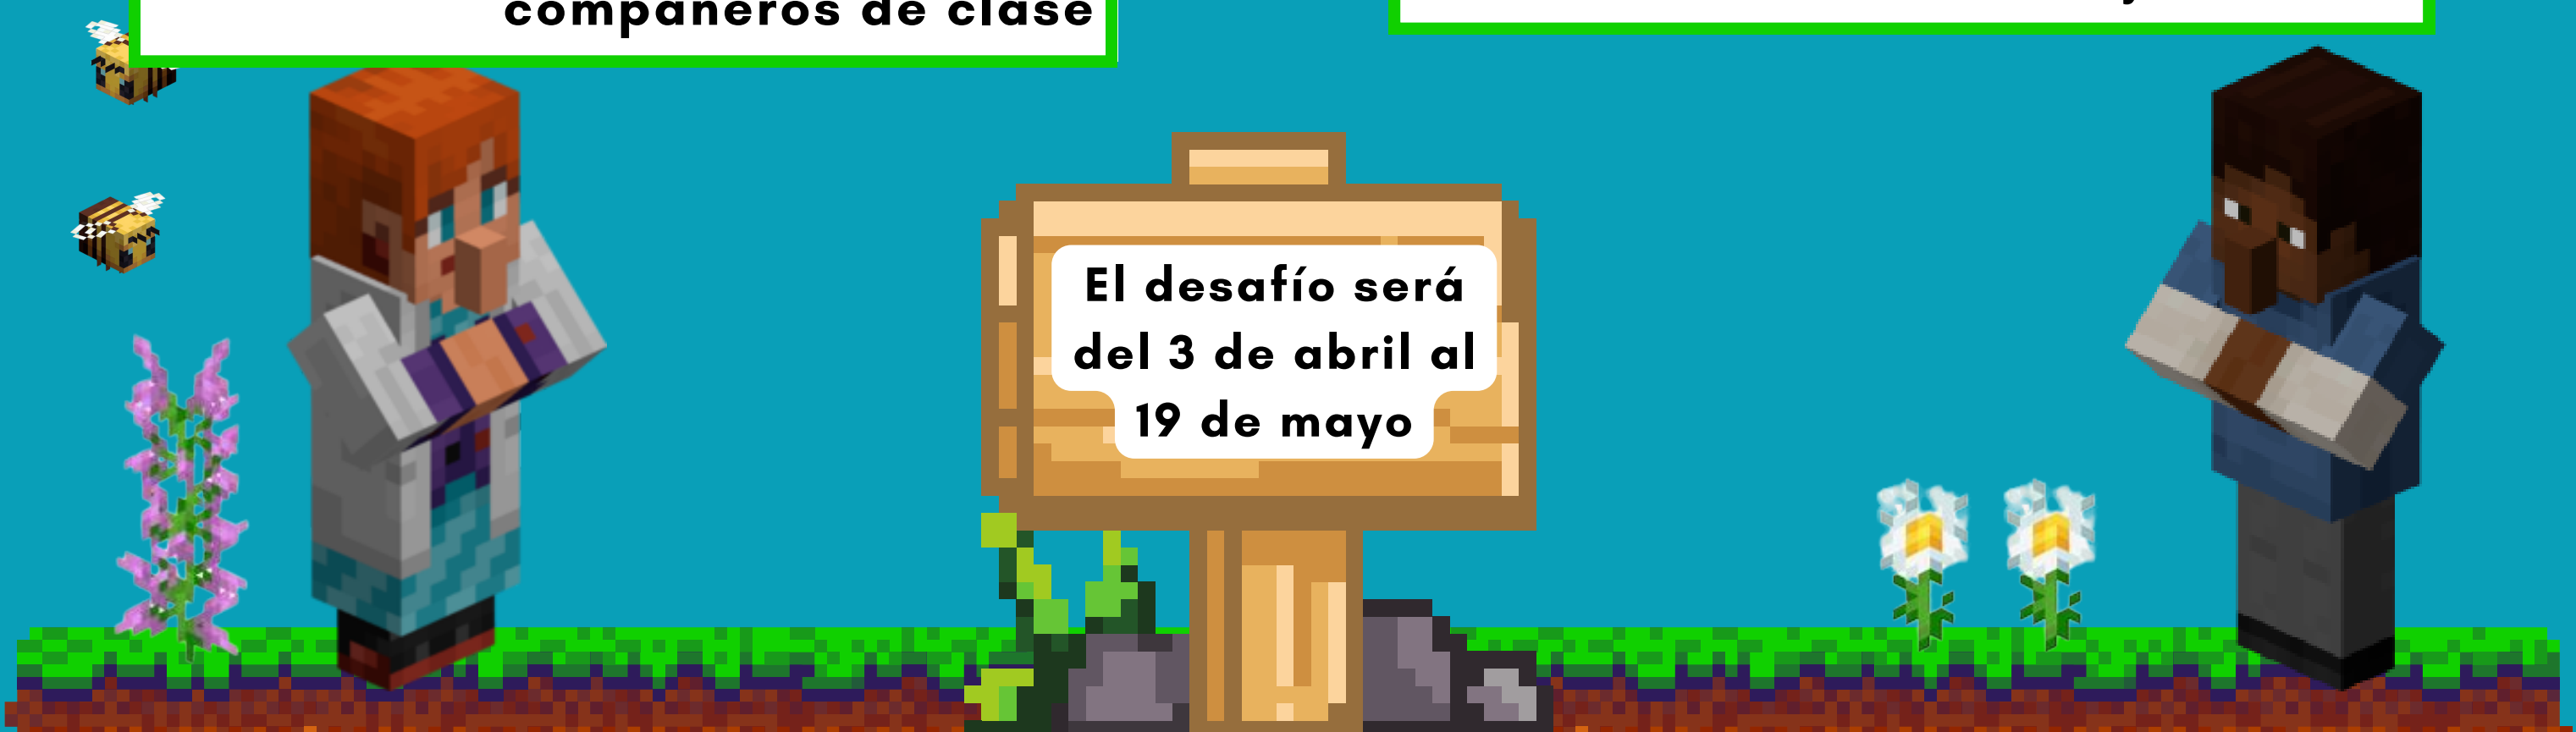 compañeros de clase
El desafío será
del 3 de abril al
19 de mayo